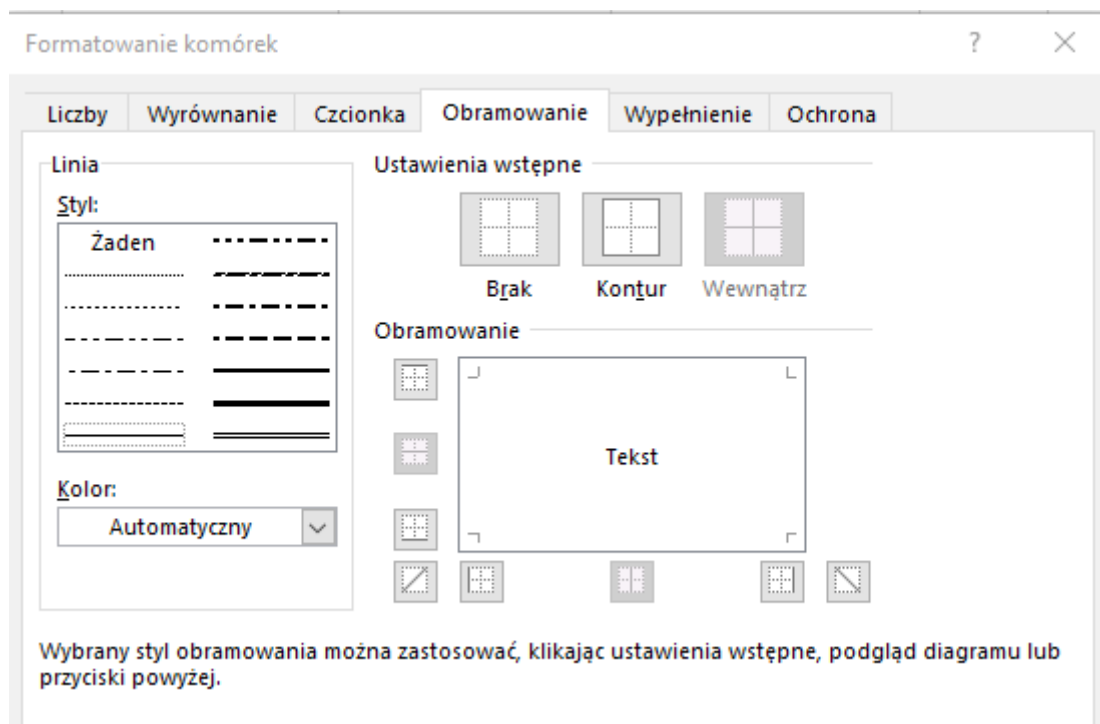 Formatowanie komórek ? ×
Liczby Wyrównanie Czcionka Obramowanie Wypełnienie Ochrona
Linia
Styl:
Żaden
Kolor:
Automatyczny
Ustawienia wstępne
Brak Kontur Wewnątrz
Obramowanie
Tekst
Wybrany styl obramowania można zastosować, klikając ustawienia wstępne, podgląd diagramu lub
przyciski powyżej.